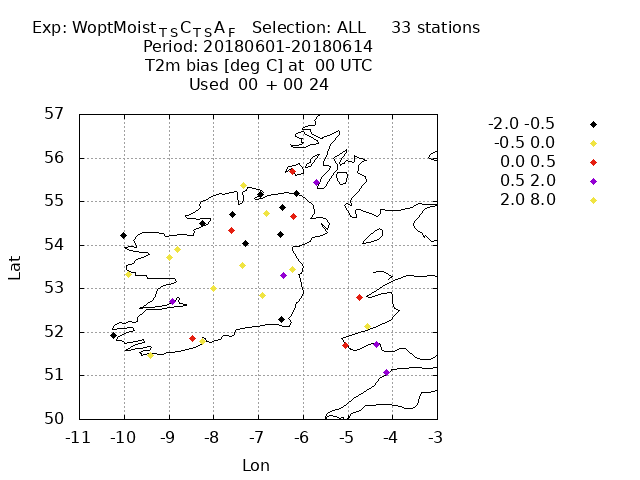 Exp: WoptMoist_T S C_T S A_F Selection: ALL 33 stations
Period: 20180601-20180614
T2m bias [deg C] at 00 UTC
Used 00 + 00 24
-2.0 -0.5
-0.5 0.0
0.0 0.5
0.5 2.0
2.0 8.0
57
56
55
54
53
52
51
50
Lat
-11 -10 -9 -8 -7 -6 -5 -4 -3
Lon